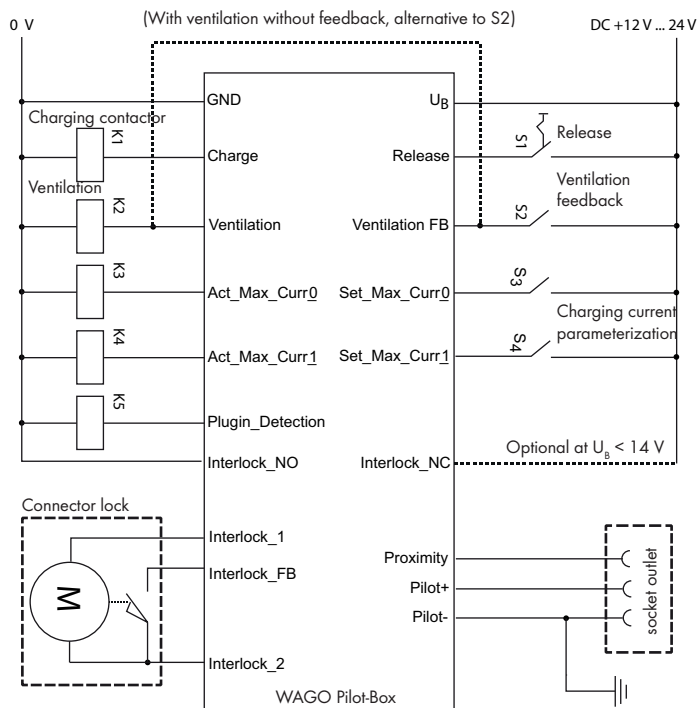 0 V
(With ventilation without feedback, alternative to S2)
DC +12 V ... 24 V
GND
UB
Charging contactor
K1
Charge
Release
S1
Release
Ventilation
K2
Ventilation
Ventilation FB
S2
Ventilation
feedback
K3
Act_Max_Curr0
Set_Max_Curr0
S3
Charging current
parameterization
K4
Act_Max_Curr1
Set_Max_Curr1
S4
K5
Plugin_Detection
Interlock_NO
Interlock_NC
Optional at UB < 14 V
Connector lock
M
Interlock_1
Interlock_FB
Interlock_2
Proximity
Pilot+
Pilot-
socket outlet
WAGO Pilot-Box